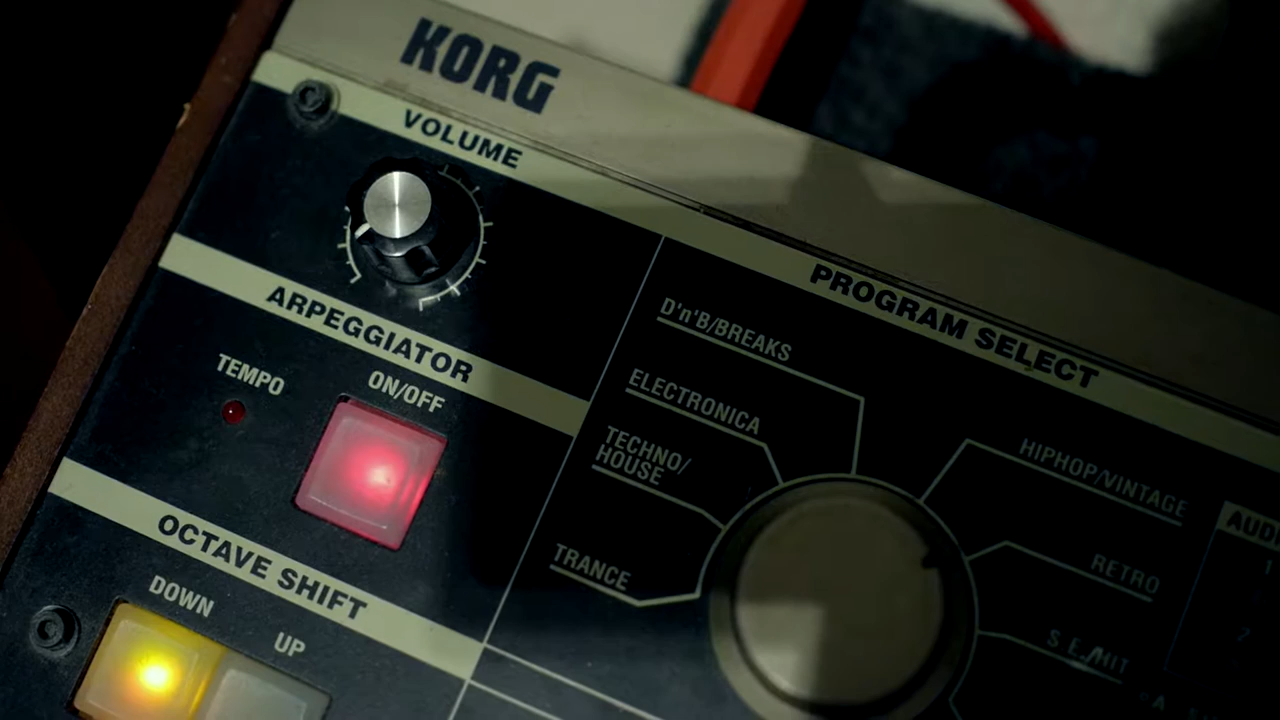 KORG
VOLUME
PROGRAM SELECT
ARPEGGIATOR
TEMPO
ON/OFF
OCTAVE SHIFT
DOWN
UP
D'n'B/BREAKS
ELECTRONICA
TECHNO/
HOUSE
TRANCE
HIPHOP/VINTAGE
RETRO
S.E./HIT